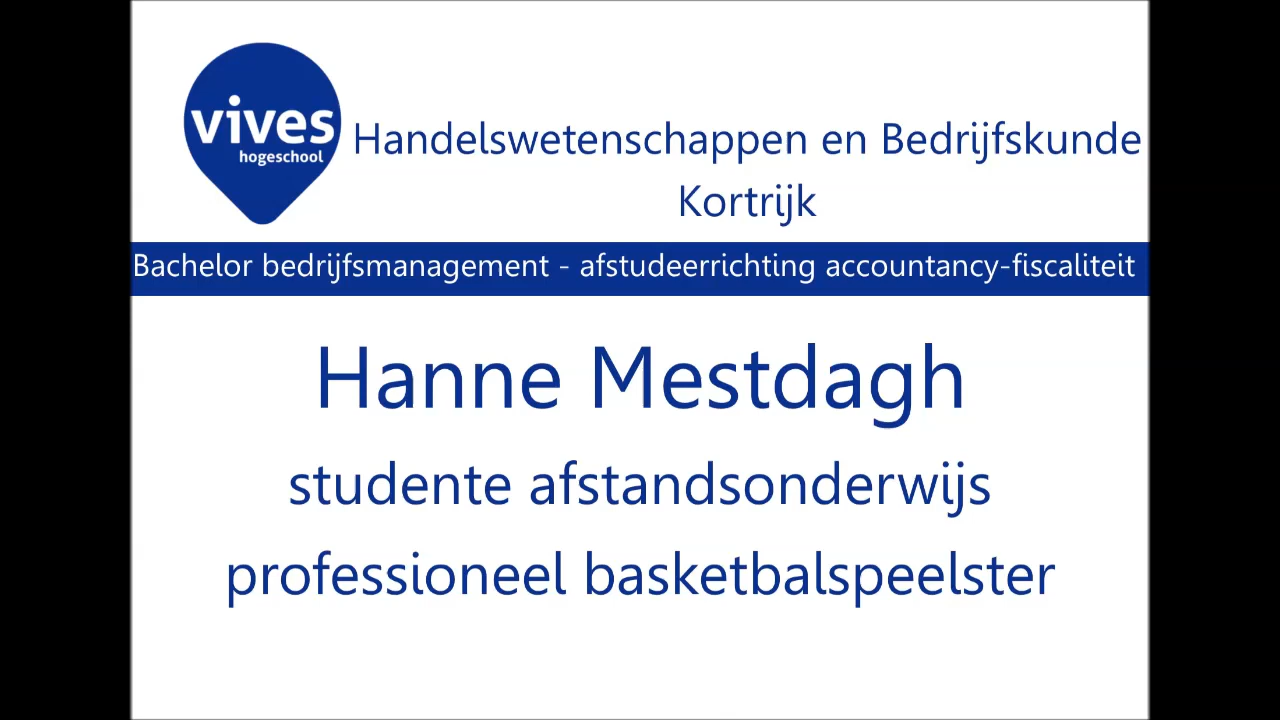 vives
hogeschool
Handelswetenschappen en Bedrijfskunde
Kortrijk
Bachelor bedrijfsmanagement - afstudeerrichting accountancy-fiscaliteit
Hanne Mestdagh
studente afstandsonderwijs
professioneel basketbalspeelster